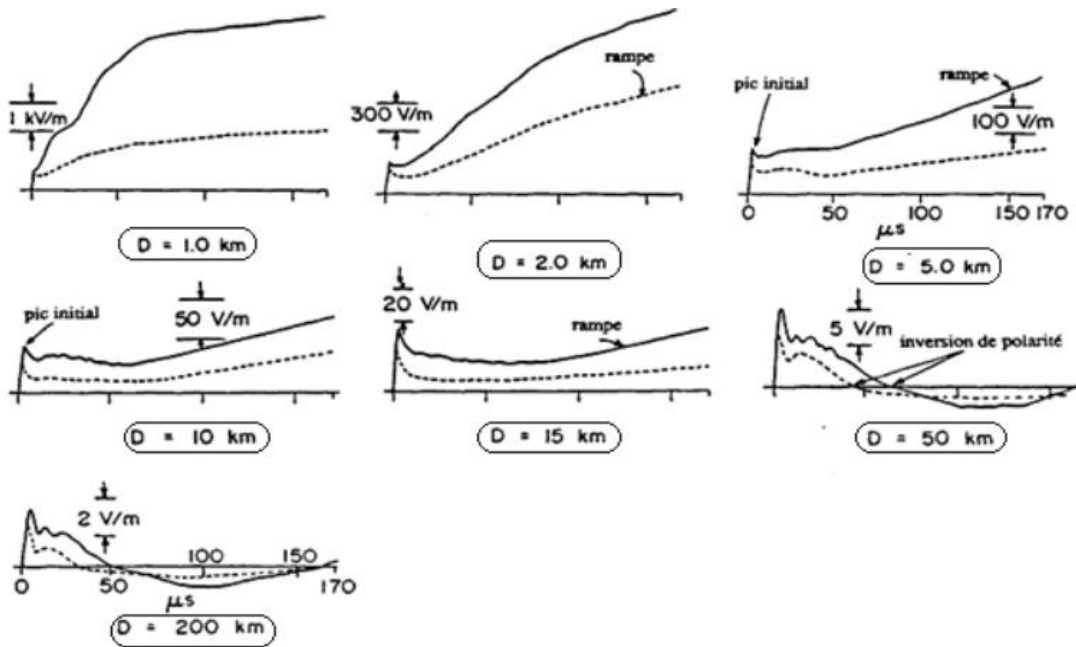 1 kV/m
D = 1.0 km
rampe
300 V/m
D = 2.0 km
pic initial
rampe
100 V/m
0 50 100 150 170
μs
D = 5.0 km
pic initial
50 V/m
D = 10 km
20 V/m
rampe
D = 15 km
5 V/m
inversion de polarité
D = 50 km
2 V/m
100 150
0 50 170
μs
D = 200 km